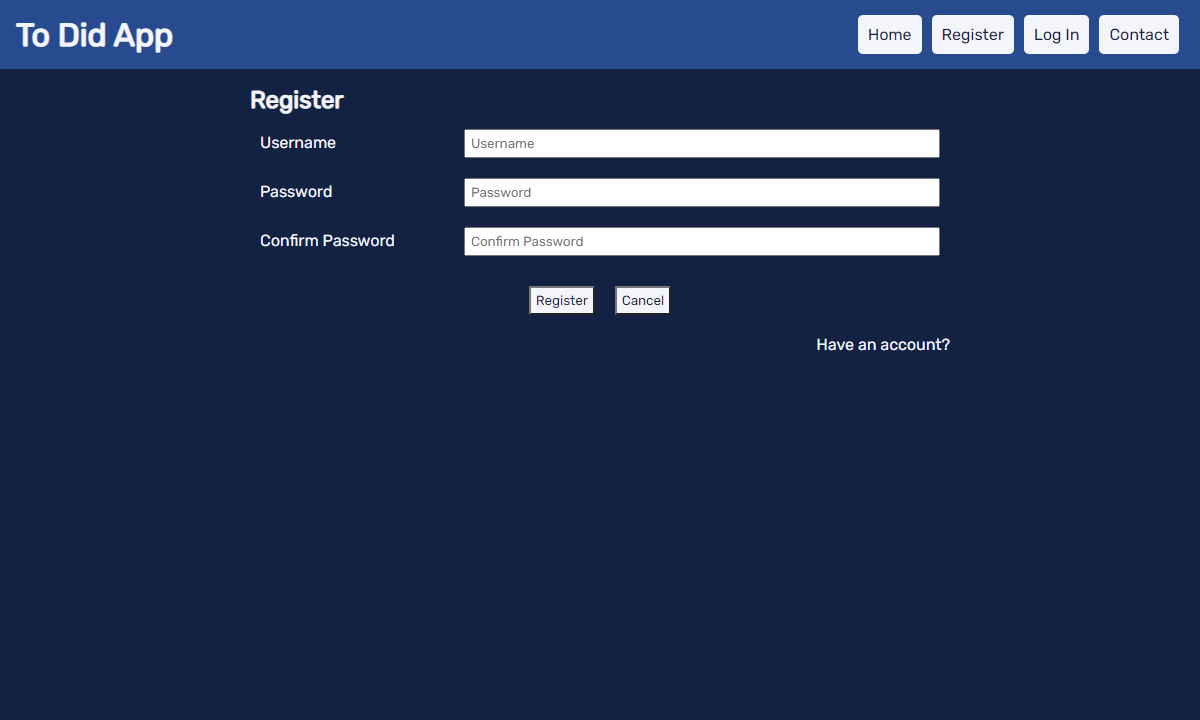 To Did App
Home Register Log In Contact
Register
Username Username
Password Password
Confirm Password Confirm Password
Register Cancel
Have an account?